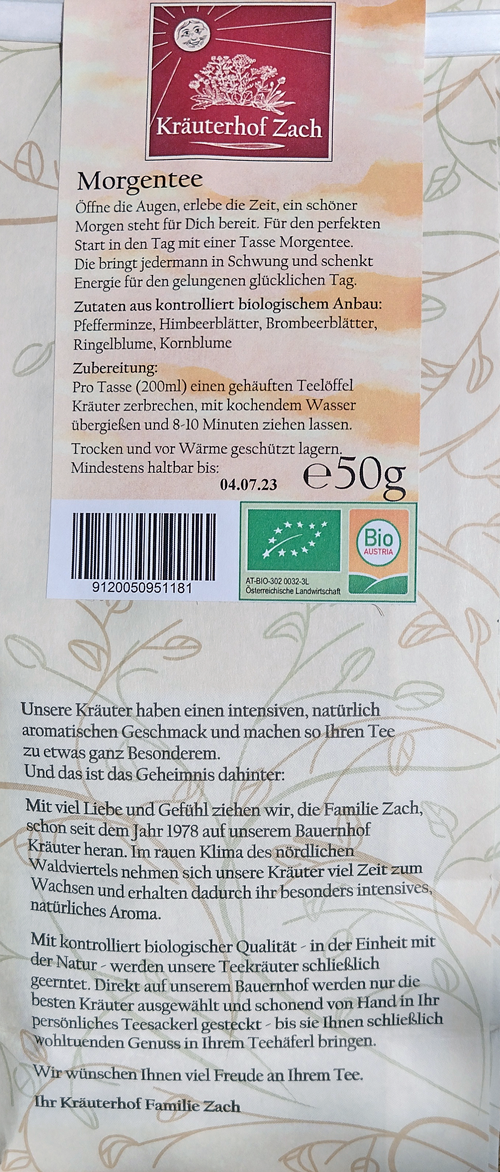 Kräuterhof Zach
Morgentee
Öffne die Augen, erlebe die Zeit, ein schöner
Morgen steht für Dich bereit. Für den perfekten
Start in den Tag mit einer Tasse Morgentee.
Die bringt jedermann in Schwung und schenkt
Energie für den gelungenen glücklichen Tag.
Zutaten aus kontrolliert biologischem Anbau:
Pfefferminze, Himbeerblätter, Brombeerblätter,
Ringelblume, Kornblume
Zubereitung:
Pro Tasse (200ml) einen gehäuften Teelöffel
Kräuter zerbrechen, mit kochendem Wasser
übergießen und 8-10 Minuten ziehen lassen.
Trocken und vor Wärme geschützt lagern.
Mindestens haltbar bis:
04.07.23
℮50g
9120050951181
Bio
AUSTRIA
AT-BIO-302 0032-3L
Österreichische Landwirtschaft
Unsere Kräuter haben einen intensiven, natürlich
aromatischen Geschmack und machen so Ihren Tee
zu etwas ganz Besonderem.
Und das ist das Geheimnis dahinter:
Mit viel Liebe und Gefühl ziehen wir, die Familie Zach,
schon seit dem Jahr 1978 auf unserem Bauernhof
Kräuter heran. Im rauen Klima des nördlichen
Waldviertels nehmen sich unsere Kräuter viel Zeit zum
Wachsen und erhalten dadurch ihr besonders intensives,
natürliches Aroma.
Mit kontrolliert biologischer Qualität - in der Einheit mit
der Natur - werden unsere Teekräuter schließlich
geerntet. Direkt auf unserem Bauernhof werden nur die
besten Kräuter ausgewählt und schonend von Hand in Ihr
persönliches Teesackerl gesteckt - bis sie Ihnen schließlich
wohltuenden Genuss in Ihrem Teehäferl bringen.
Wir wünschen Ihnen viel Freude an Ihrem Tee.
Ihr Kräuterhof Familie Zach